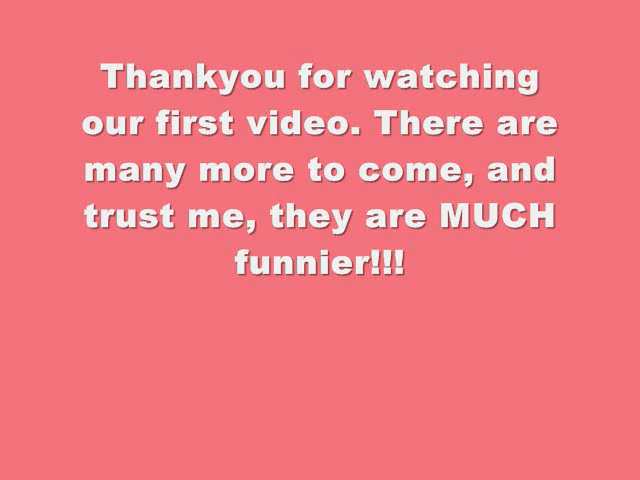 Thankyou for watching
our first video. There are
many more to come, and
trust me, they are MUCH
funnier!!!